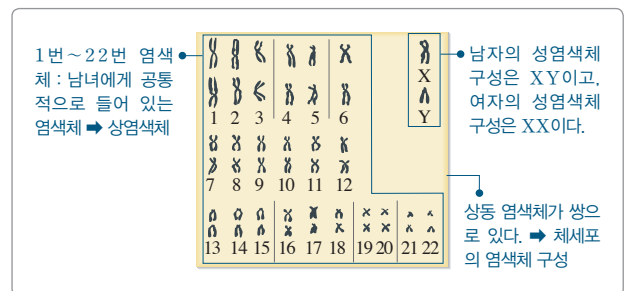 1번~22번 염색
체 : 남녀에게 공통
적으로 들어 있는
염색체 ➡ 상염색체
1 2 3 4 5 6
7 8 9 10 11 12
13 14 15 16 17 18 19 20 21 22
X
Y
남자의 성염색체
구성은 XY이고,
여자의 성염색체
구성은 XX이다.
상동 염색체가 쌍으
로 있다. ➡ 체세포
의 염색체 구성